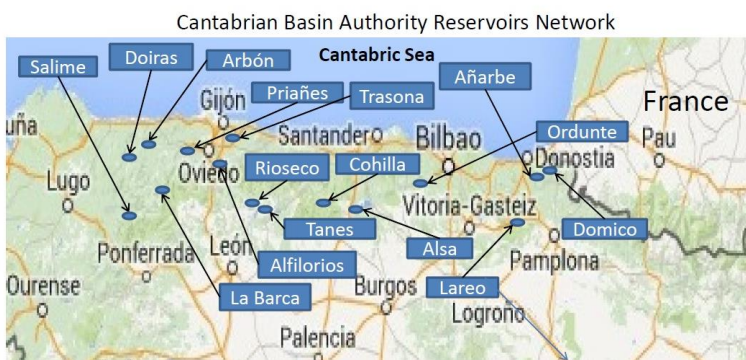 Cantabrian Basin Authority Reservoirs Network
Cantabric Sea
Salime
Doiras
Arbón
Priañes
Trasona
Añarbe
Ordunte
France
Gijón
uña
Santander
Bilbao
Pau
Donostia
Oviedo
Lugo
Rioseco
Cohilla
Vitoria-Gasteiz
Tanes
Alsa
Domico
Ponferrada
León
Alfilorios
Pamplona
La Barca
Burgos
Lareo
Ourense
Logroño
Palencia